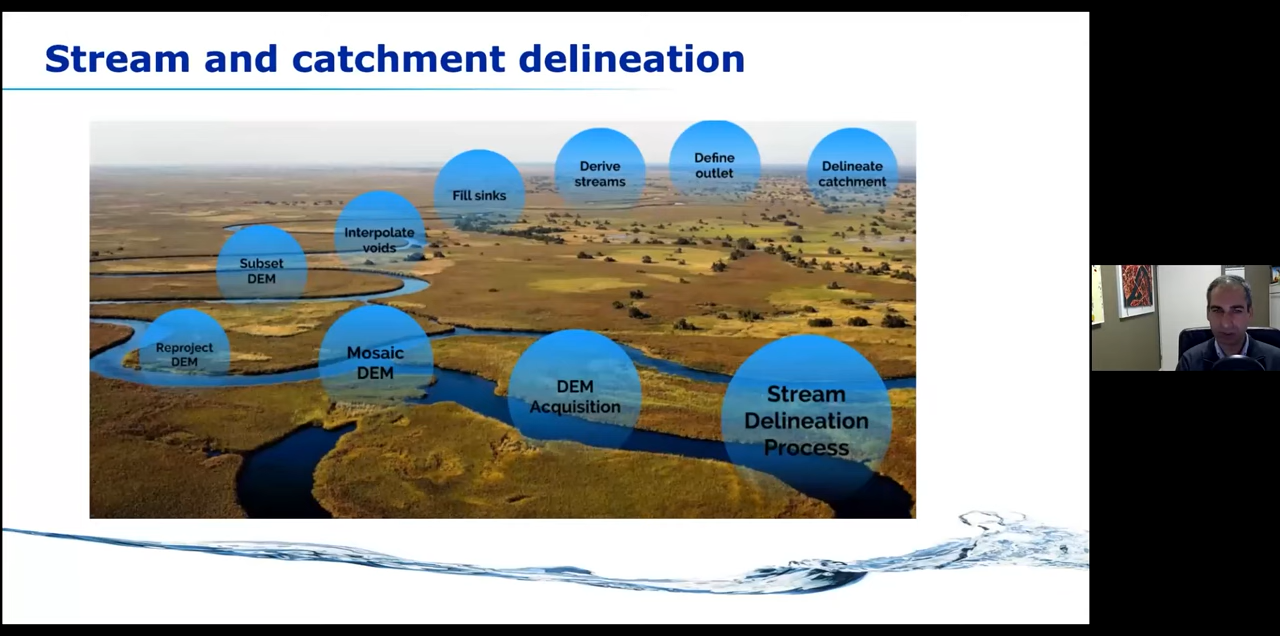 Stream and catchment delineation
Derive
streams
Define
outlet
Delineate
catchment
Fill sinks
Interpolate
voids
Subset
DEM
Reproject
DEM
Mosaic
DEM
DEM
Acquisition
Stream
Delineation
Process